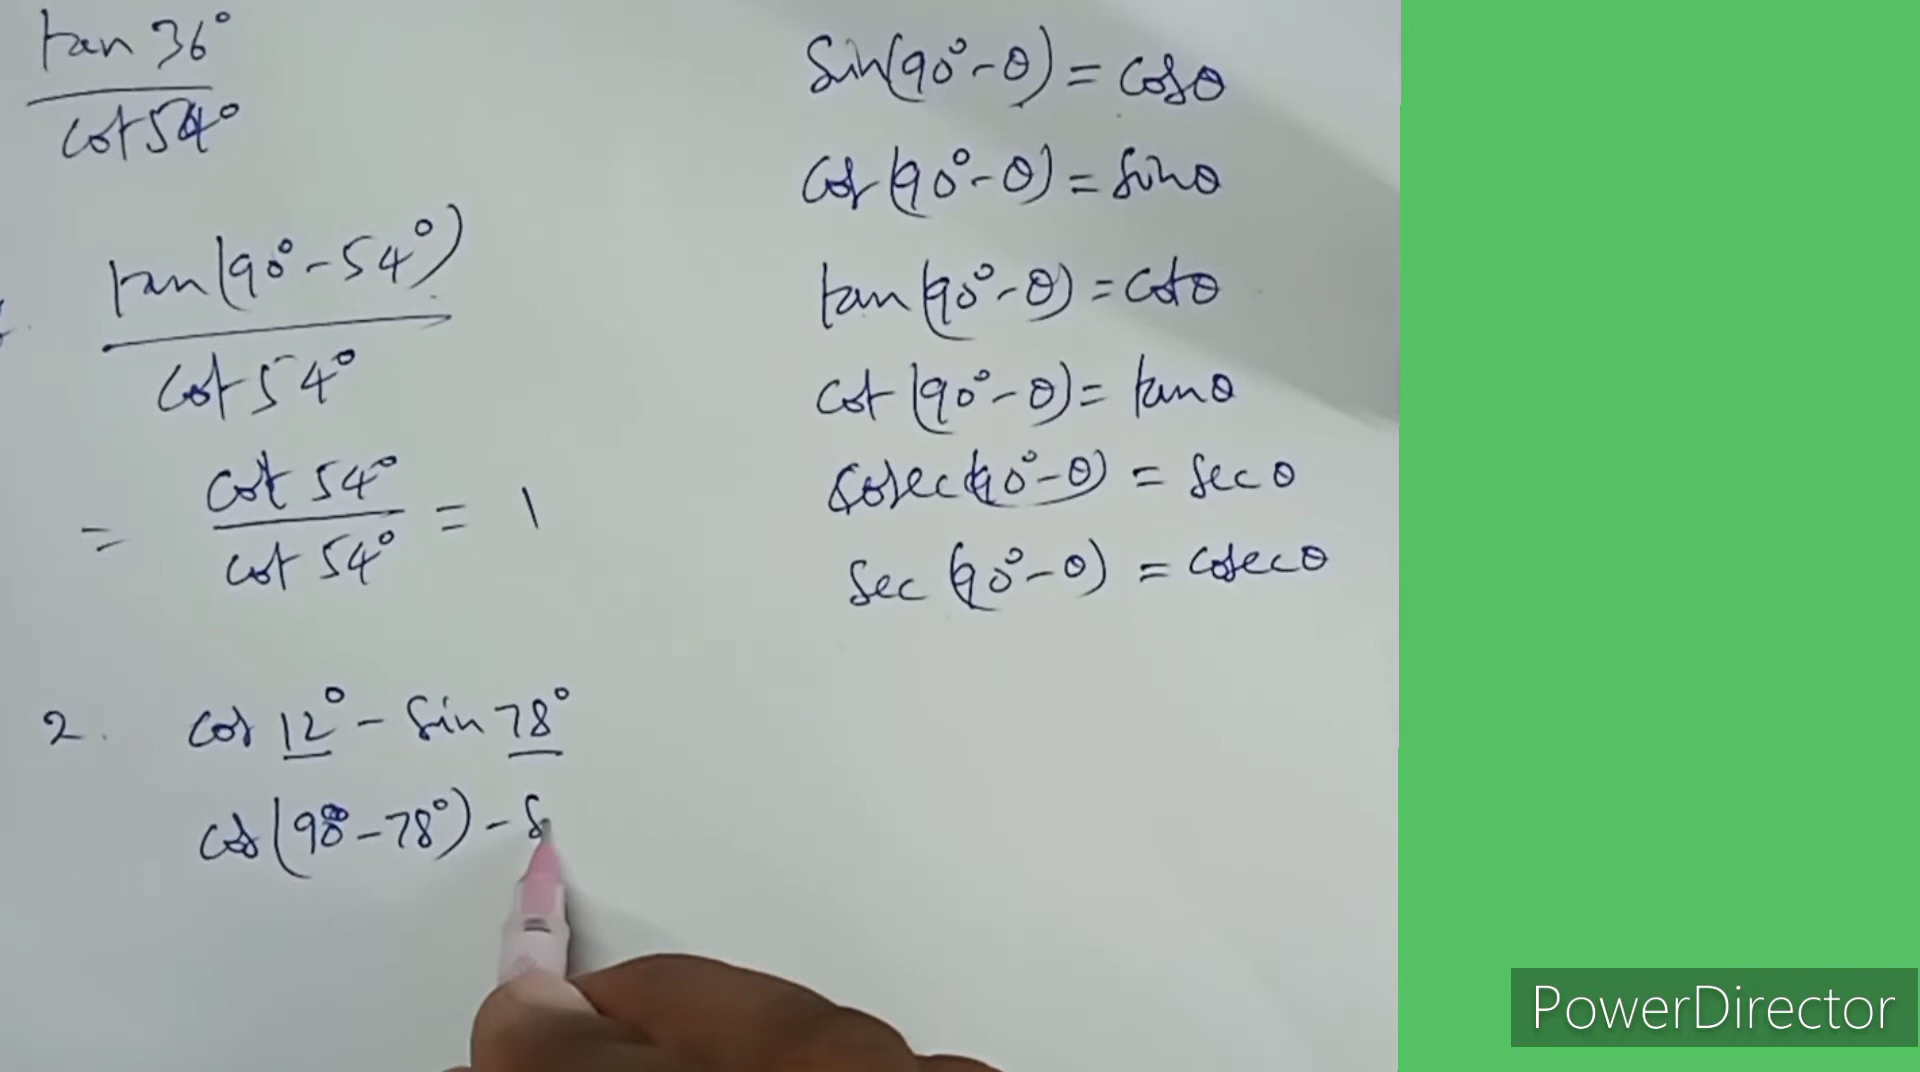 tan 36°
cot 54°
tan(90° - 54°)
cot 54°
= cot 54° / cot 54° = 1
2. cos 12° - Sin 78°
cos(90° - 78°) - S
Sin(90° - θ) = cosθ
cos(90° - θ) = sinθ
tan(90° - θ) = cotθ
cot(90° - θ) = tanθ
cosec(90° - θ) = secθ
Sec(90° - θ) = cosecθ
PowerDirector